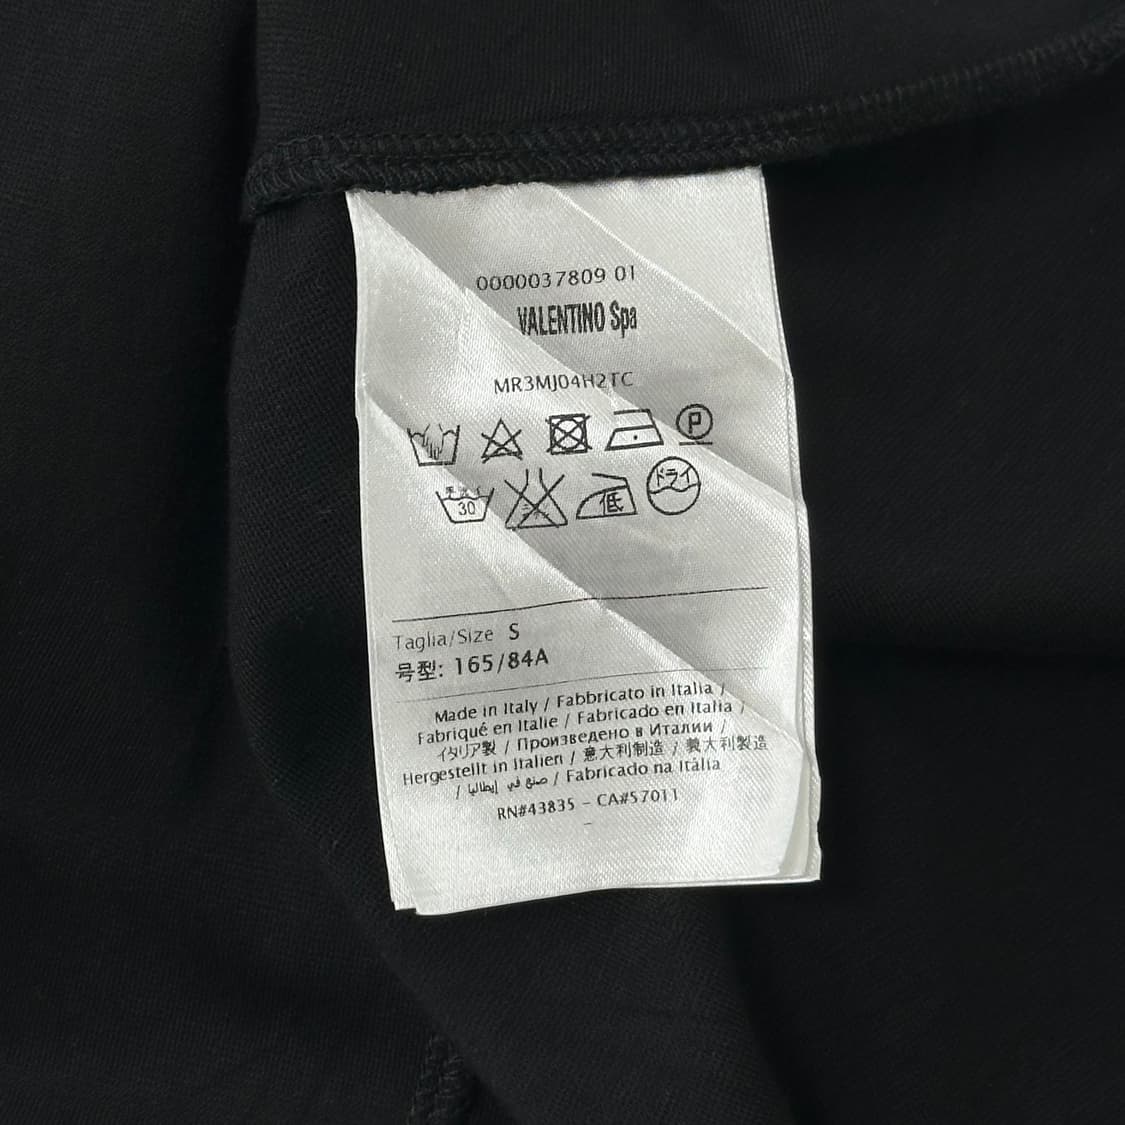 0000037809 01
VALENTINO Spa
MR3MJ04H2TC
P
手洗イ 30 低 ドライ
Taglia/Size S
号型: 165/84A
Made in Italy / Fabbricato in Italia /
Fabriqué en Italie / Fabricado en Italia /
イタリア製 / Произведено в Италии /
Hergestellt in Italien / 意大利制造 / 義大利製造
/ صنع في إيطاليا / Fabricado na Itália
RN#43835 - CA#57011
-